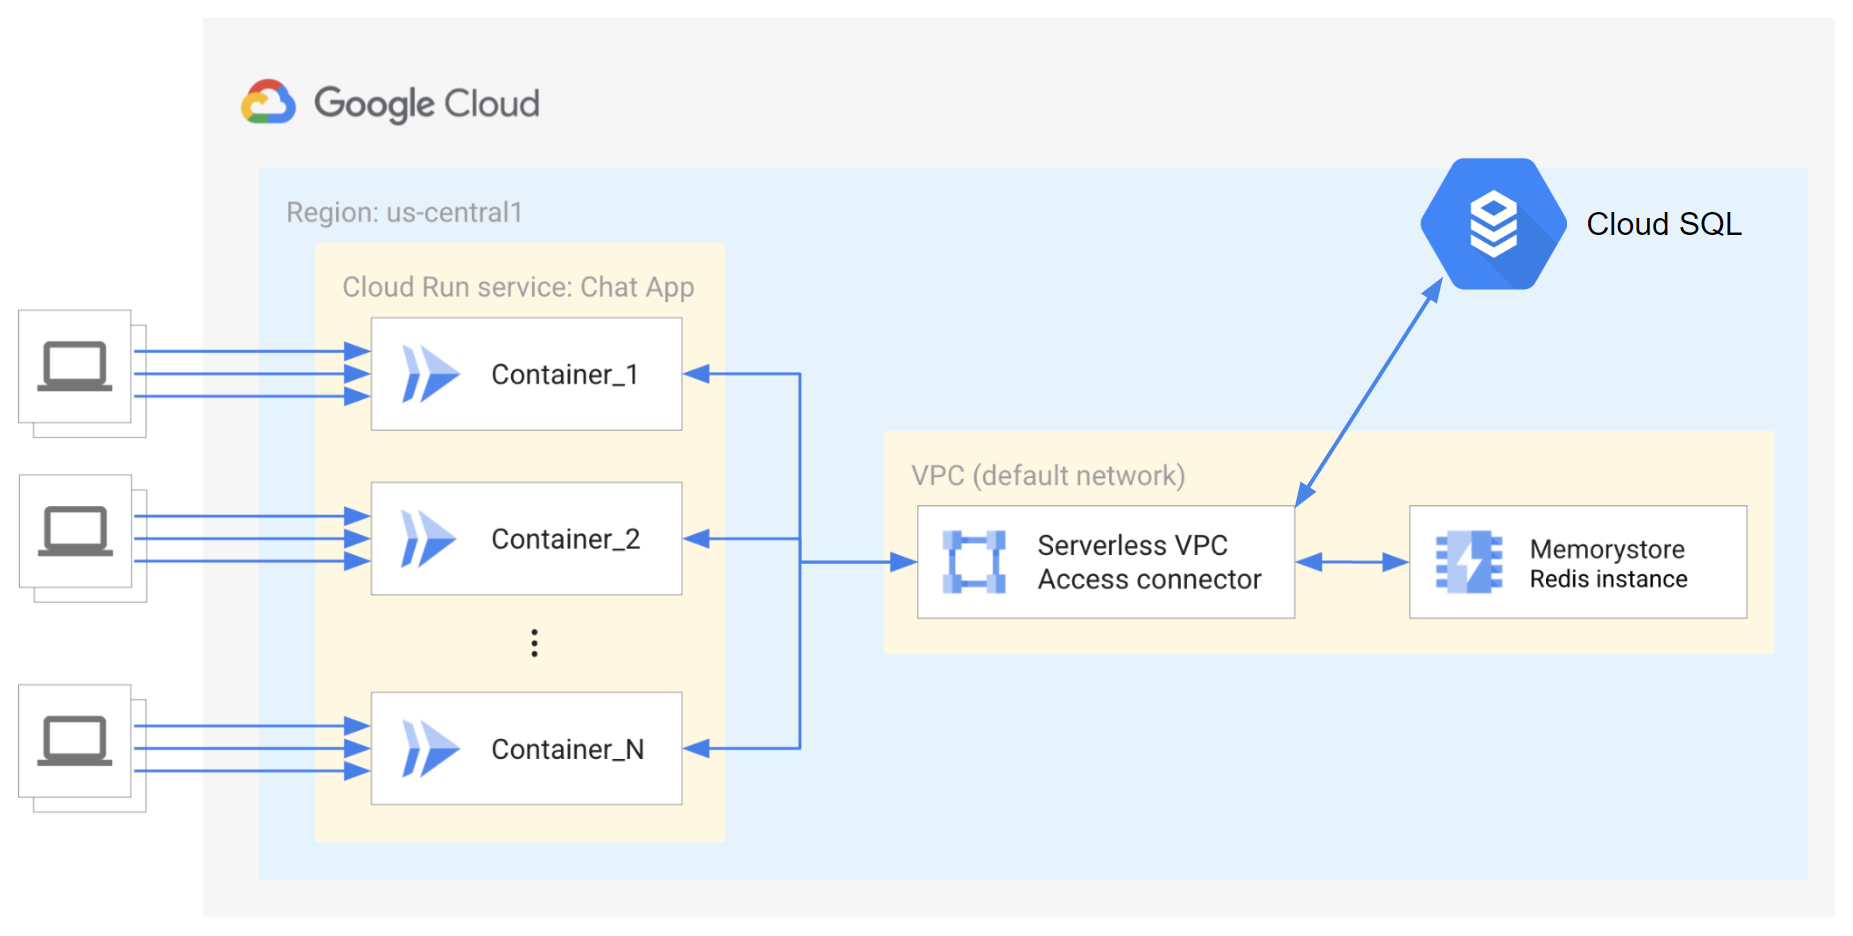 Google Cloud
Region: us-central1
Cloud SQL
Cloud Run service: Chat App
Container_1
Container_2
Container_N
VPC (default network)
Serverless VPC
Access connector
Memorystore
Redis instance